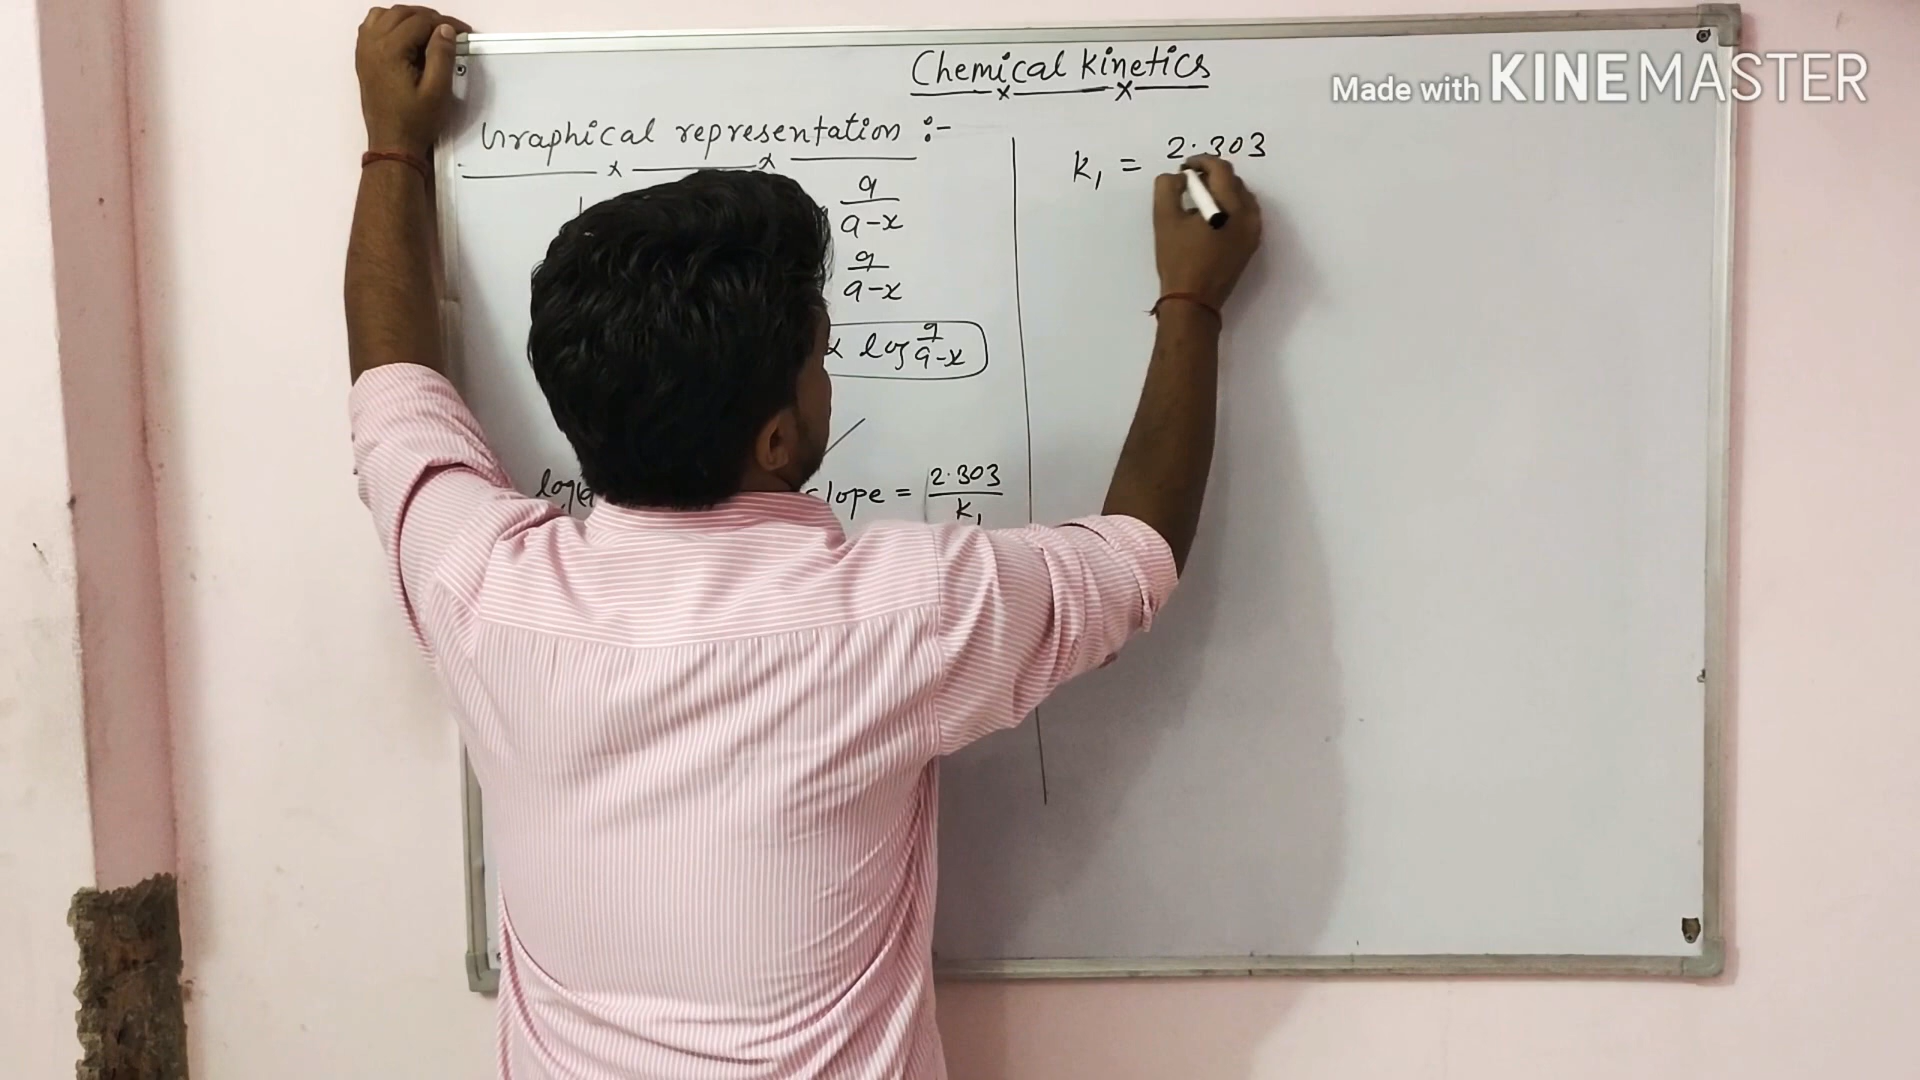 Chemical kinetics
Made with KINEMASTER
Graphical representation :-
a
a-x
a
a-x
∝ log a/a-x
log
slope = 2.303/k₁
k₁ = 2.303